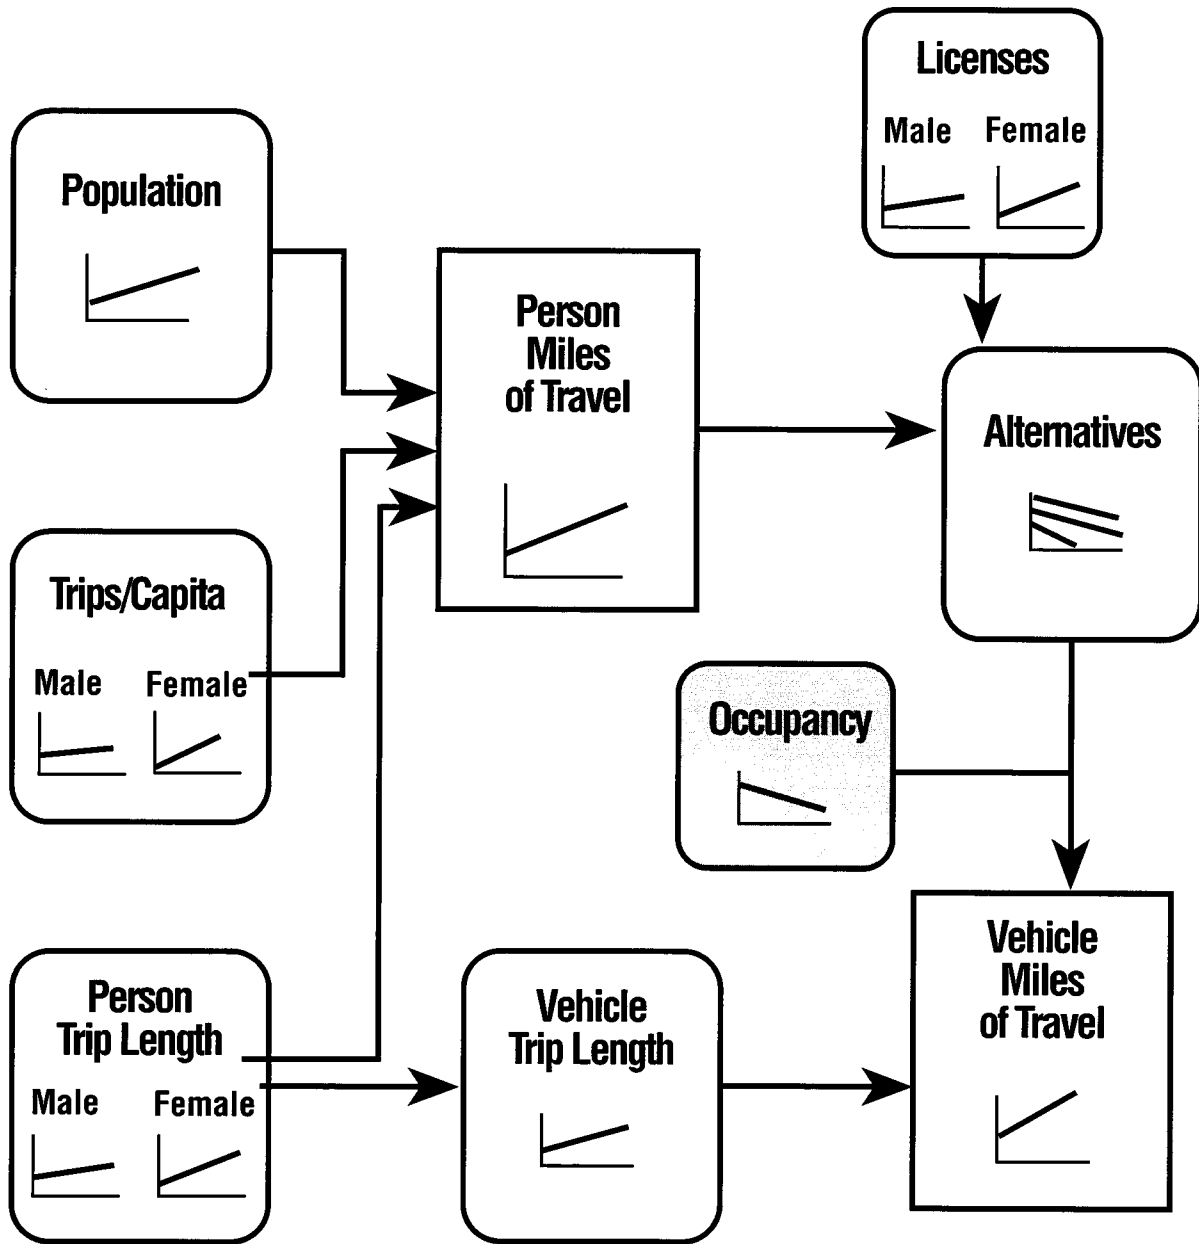 Licenses
Male Female
Population
Person
Miles
of Travel
Alternatives
Trips/Capita
Male Female
Occupancy
Person
Trip Length
Male Female
Vehicle
Trip Length
Vehicle
Miles
of Travel